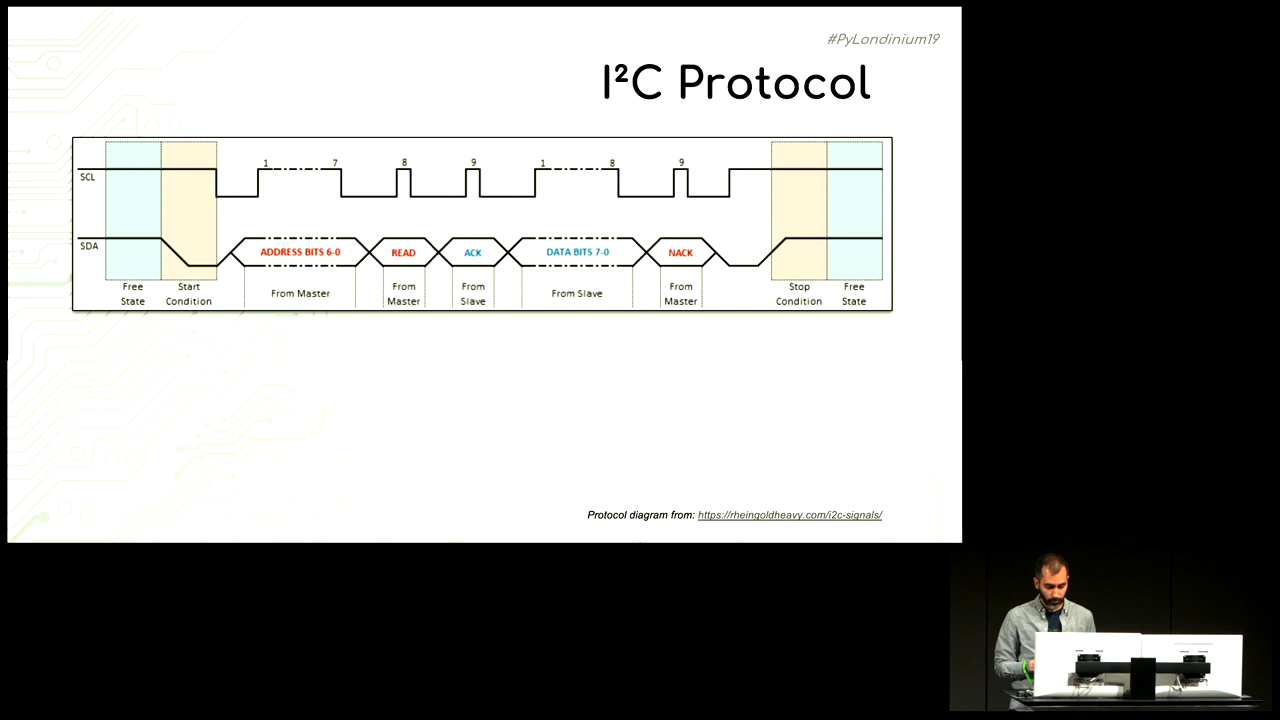 #PyLondinium19
I²C Protocol
1 7 8 9 1 8 9
SCL
SDA
ADDRESS BITS 6-0 READ ACK DATA BITS 7-0 NACK
Free State
Start Condition
From Master
From Master
From Slave
From Slave
From Master
Stop Condition
Free State
Protocol diagram from: https://rheingoldheavy.com/i2c-signals/